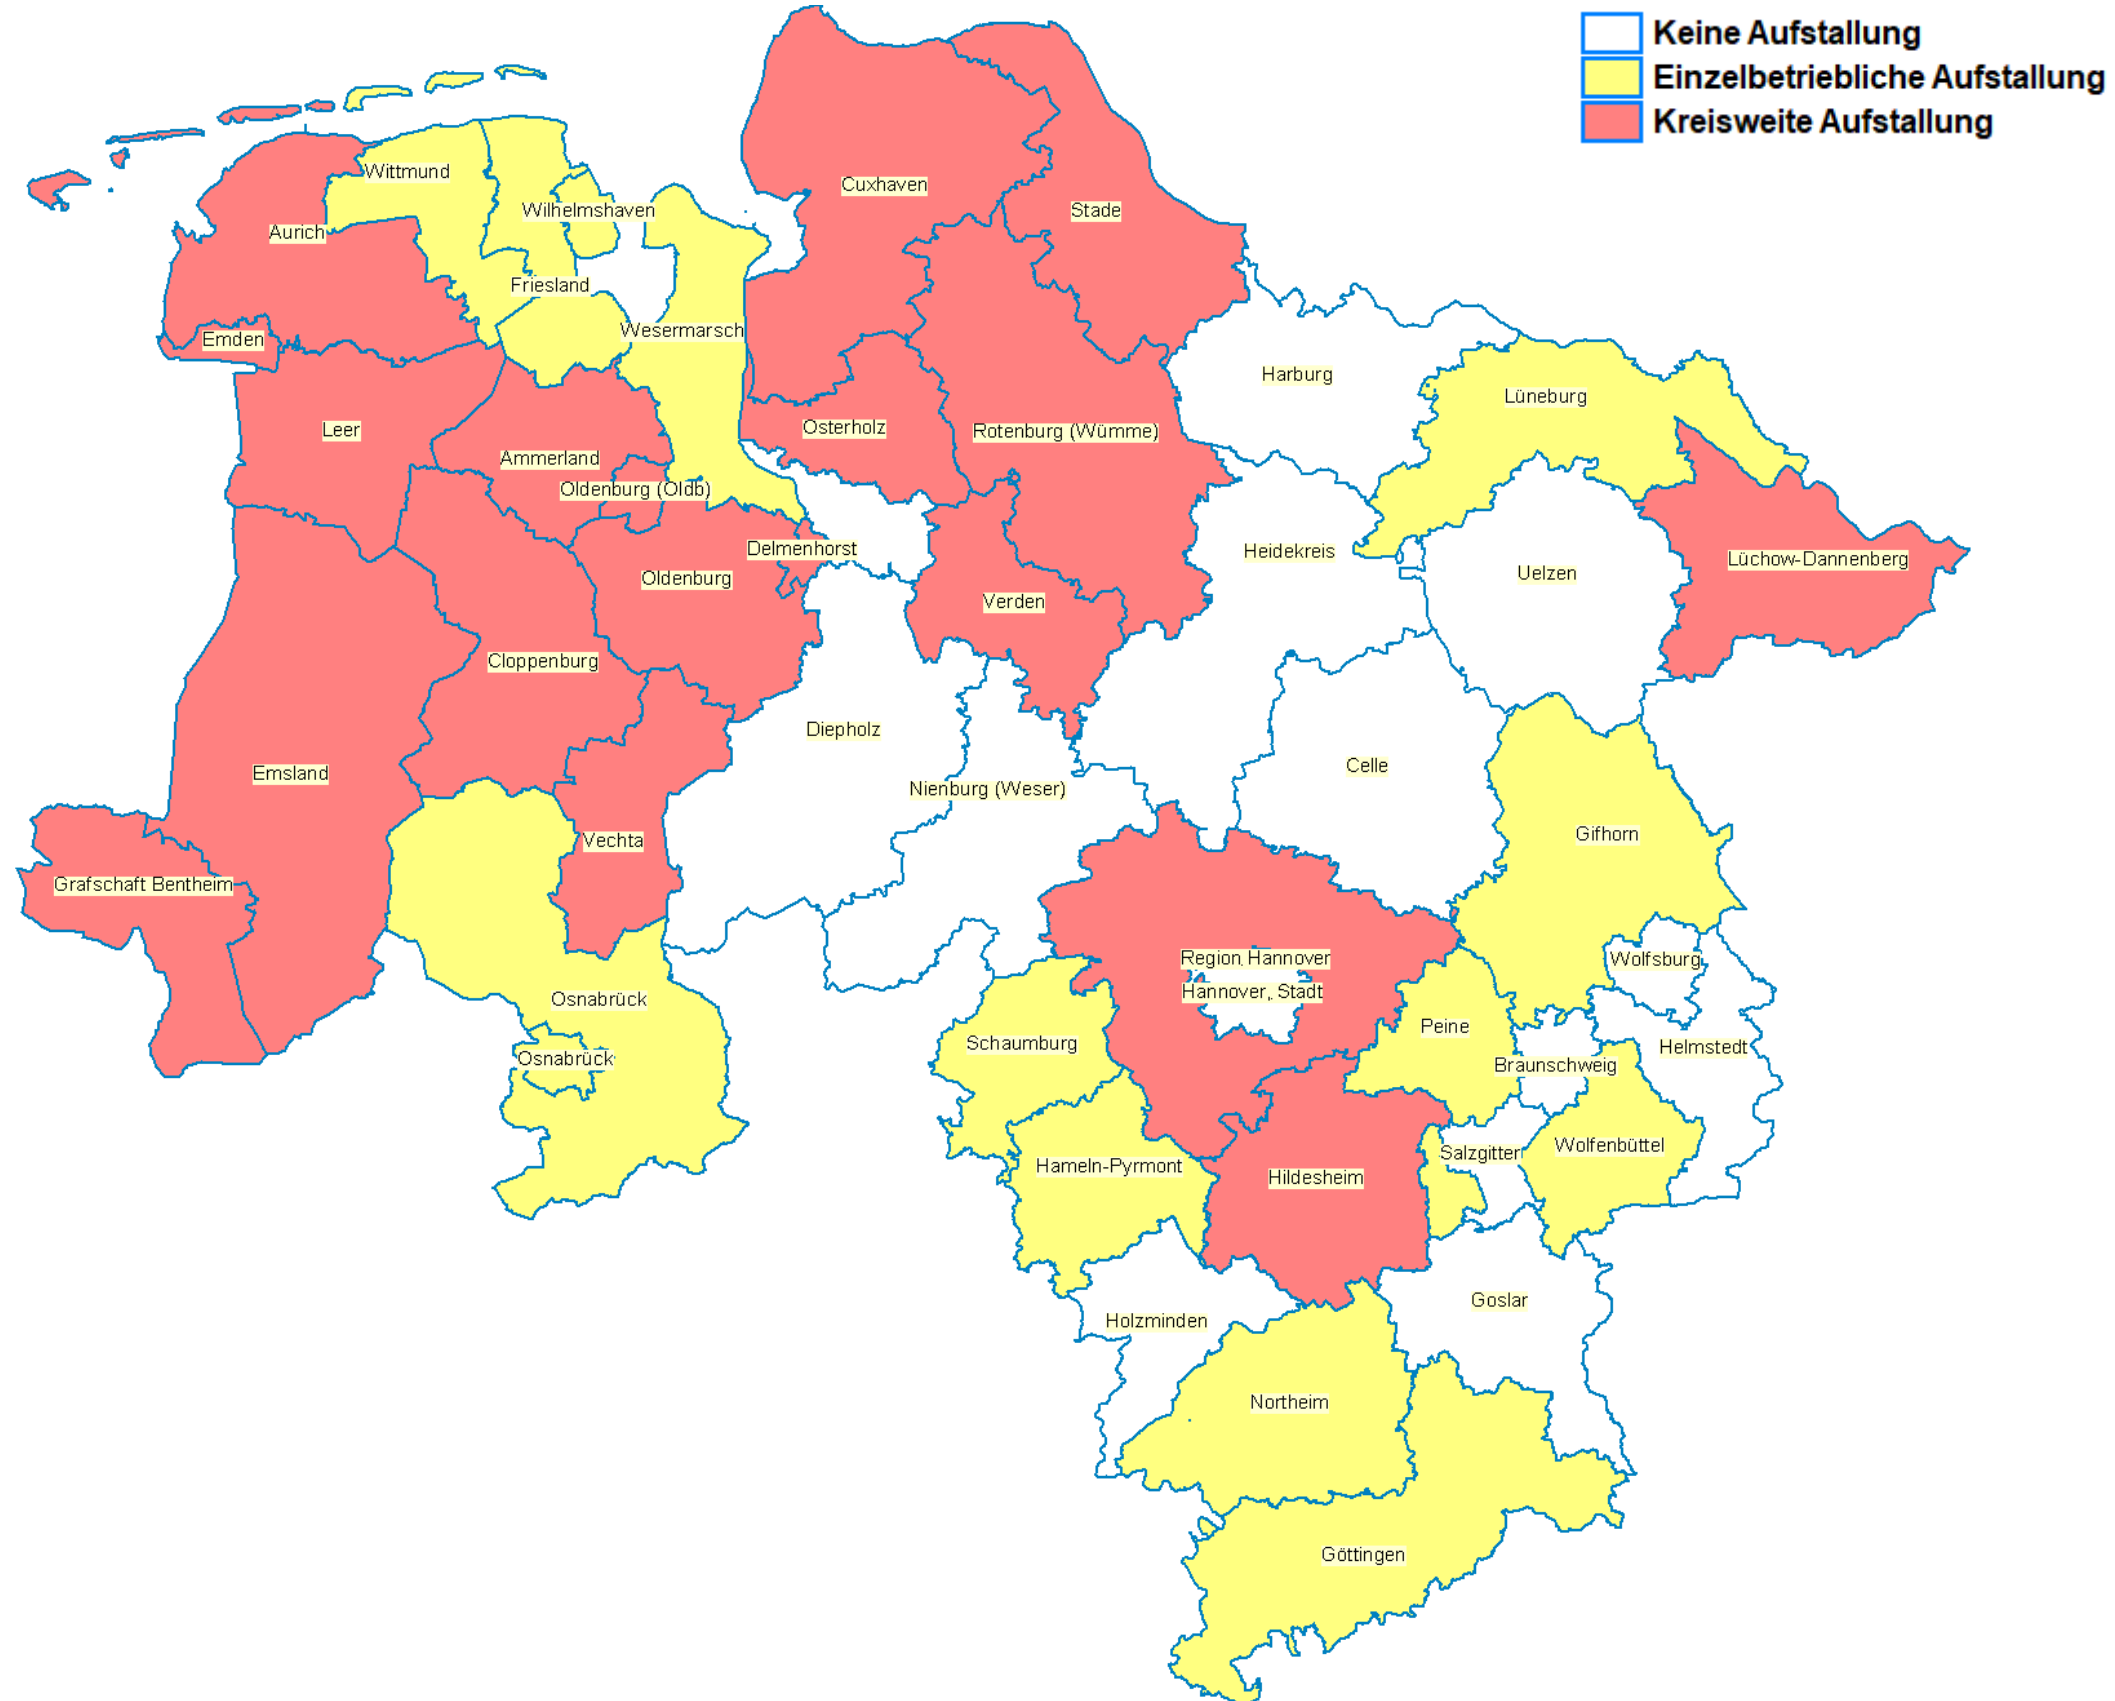 Keine Aufstallung
Einzelbetriebliche Aufstallung
Kreisweite Aufstallung
Wittmund
Cuxhaven
Wilhelmshaven
Stade
Aurich
Friesland
Wesermarsch
Emden
Harburg
Lüneburg
Leer
Osterholz
Rotenburg (Wümme)
Ammerland
Oldenburg (Oldb)
Delmenhorst
Heidekreis
Lüchow-Dannenberg
Uelzen
Oldenburg
Verden
Cloppenburg
Diepholz
Celle
Emsland
Nienburg (Weser)
Gifhorn
Vechta
Grafschaft Bentheim
Region Hannover
Wolfsburg
Hannover, Stadt
Osnabrück
Peine
Schaumburg
Helmstedt
Osnabrück
Braunschweig
Wolfenbüttel
Salzgitter
Hameln-Pyrmont
Hildesheim
Goslar
Holzminden
Northeim
Göttingen